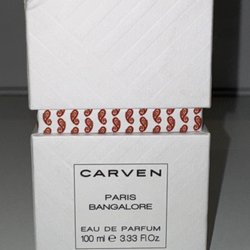 CARVEN
PARIS
BANGALORE
EAU DE PARFUM
100 ml ℮ 3.33 Fl. Oz